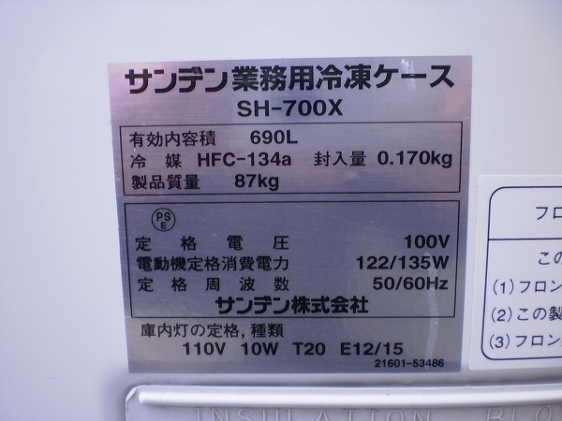 サンデン業務用冷凍ケース
SH-700X
有効内容積 690L
冷媒 HFC-134a 封入量 0.170kg
製品質量 87kg
PS
E
定格電圧 100V
電動機定格消費電力 122/135W
定格周波数 50/60Hz
サンデン株式会社
庫内灯の定格,種類
110V 10W T20 E12/15
21601-53486
フロ
この
(1)フロン
(2)この製
(3)フロン
INSULATION BLO